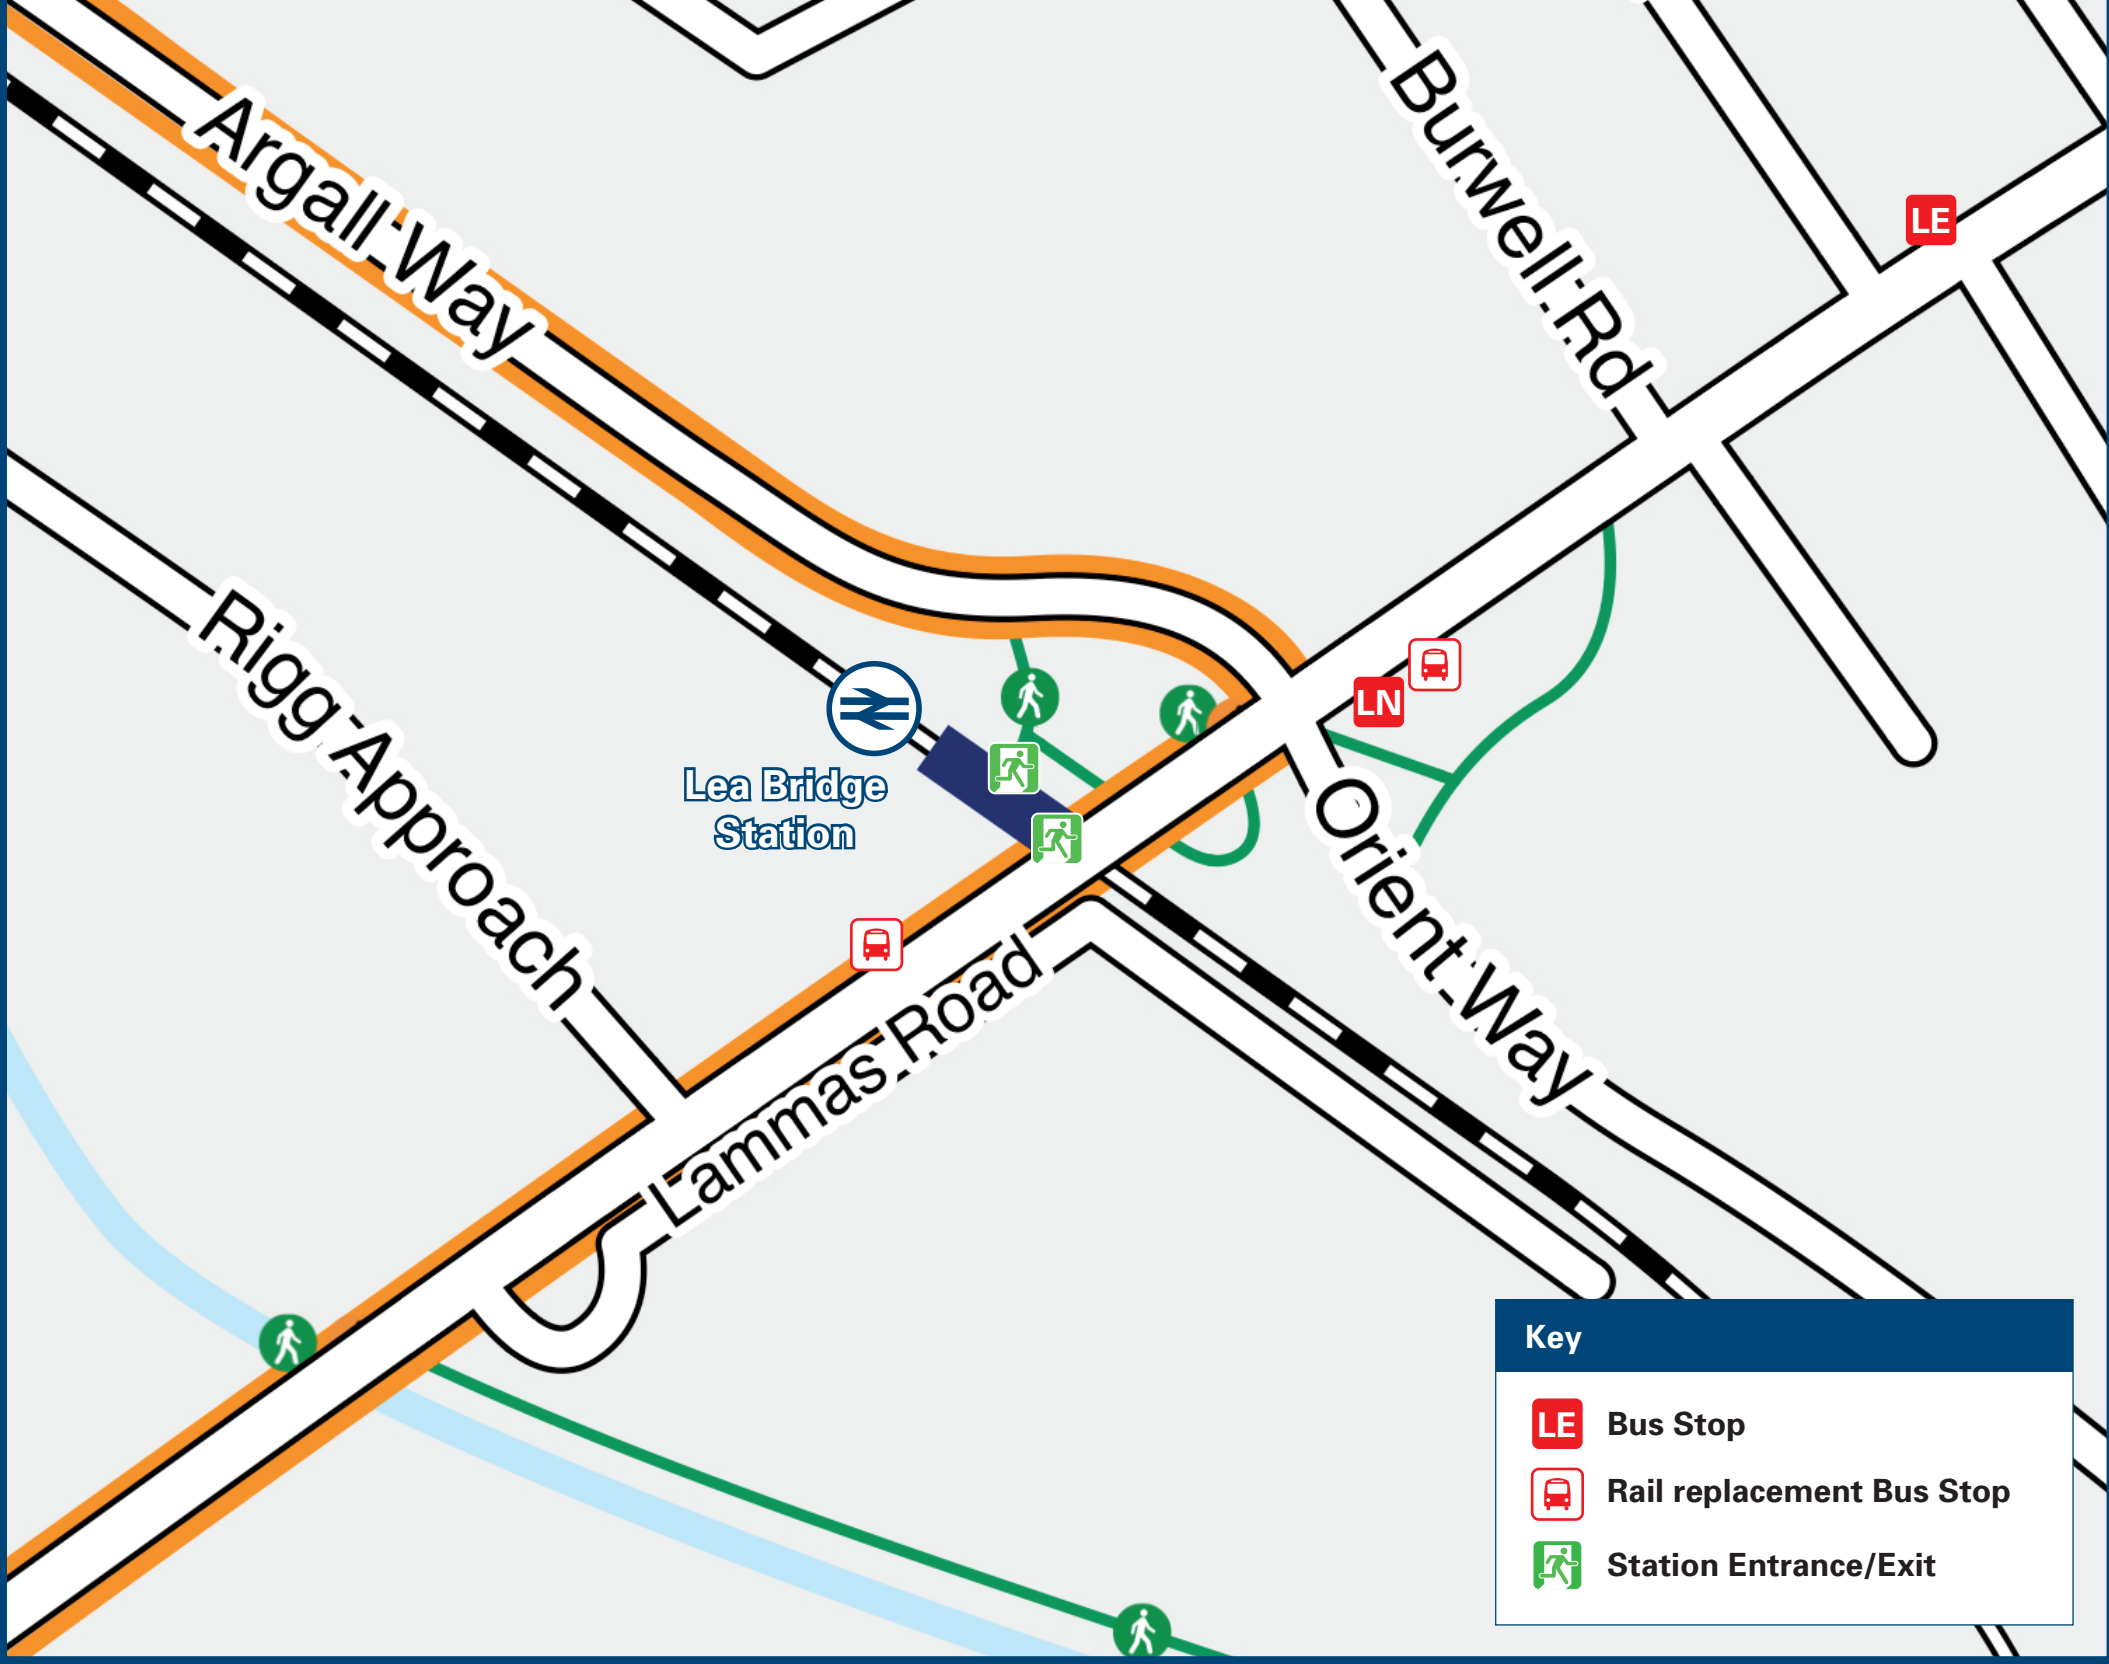 Burwell Rd
Argall Way
LE
Rigg Approach
LN
Lea Bridge
Station
Orient Way
Lammas Road
Key
LE Bus Stop
Rail replacement Bus Stop
Station Entrance/Exit